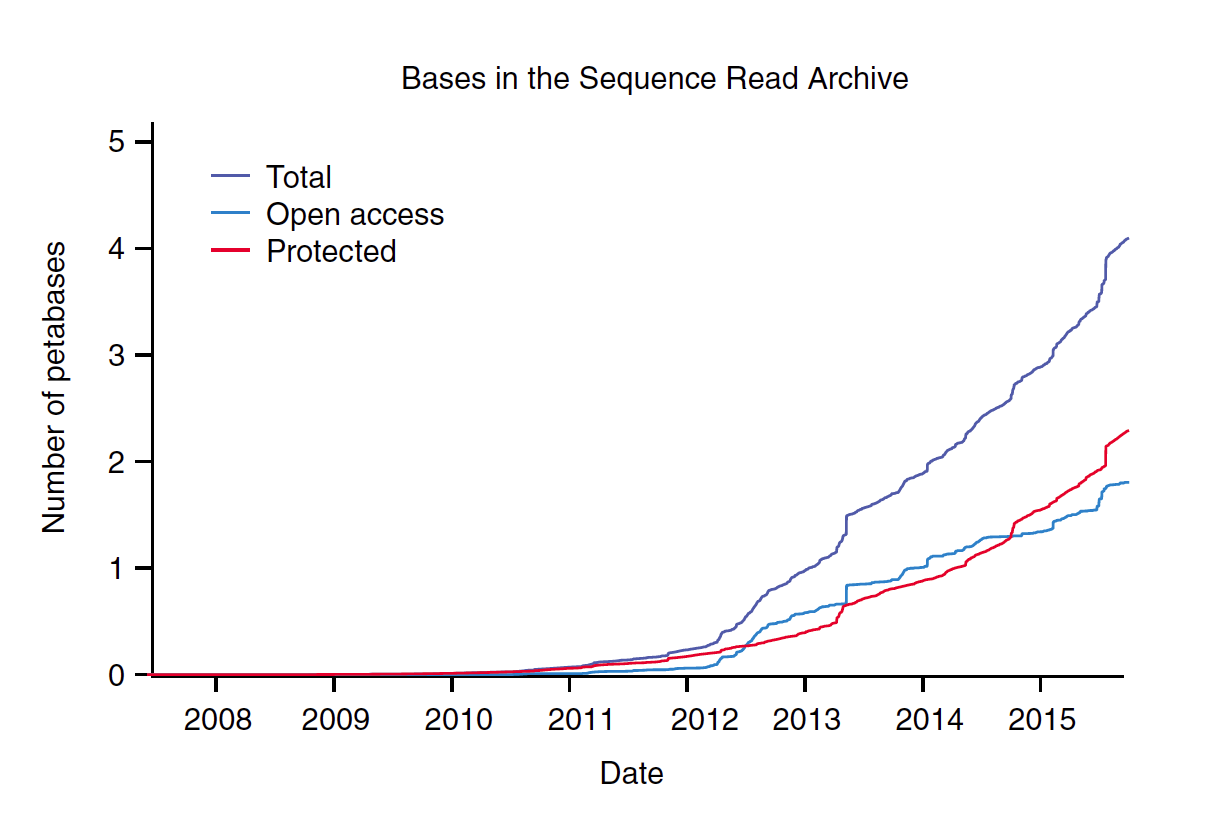 Bases in the Sequence Read Archive
5
4
3
2
1
0
Number of petabases
Total
Open access
Protected
2008 2009 2010 2011 2012 2013 2014 2015
Date